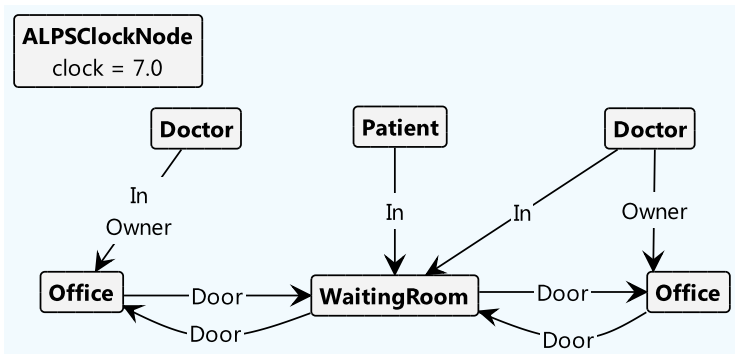 ALPSClockNode
clock = 7.0
Doctor
Patient
Doctor
In
Owner
In
In
Owner
Office
Door
WaitingRoom
Door
Office
Door
Door